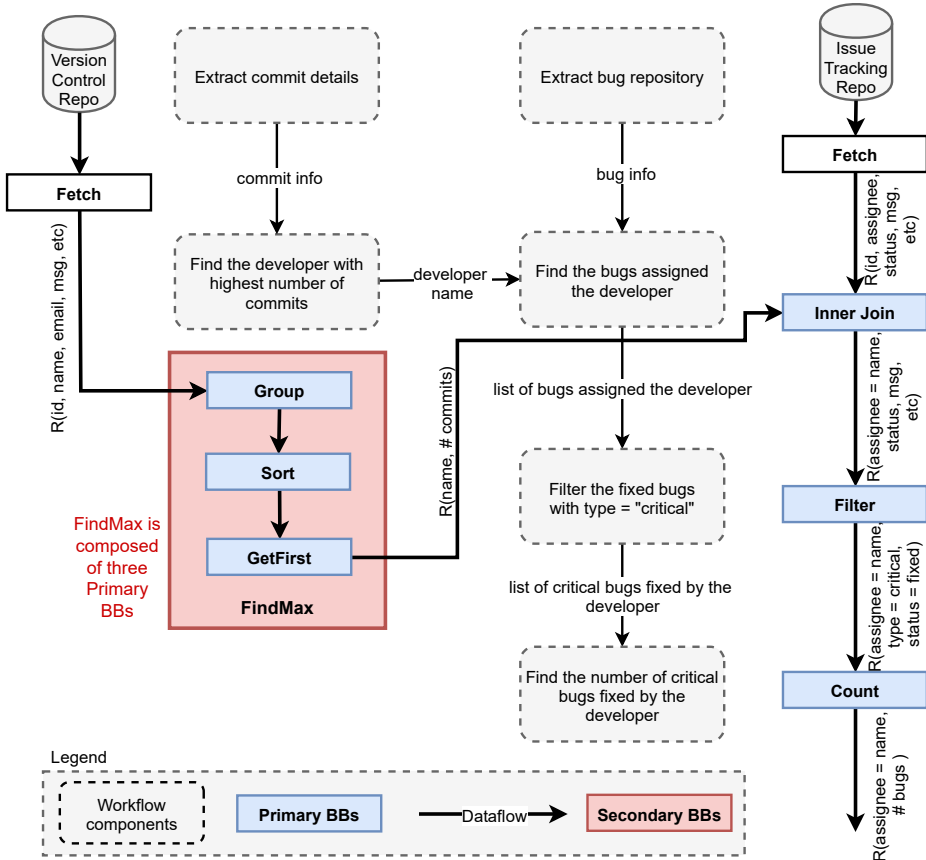 Version
Control
Repo
Extract commit details
Extract bug repository
Issue
Tracking
Repo
Fetch
commit info
bug info
Fetch
R(id, name, email, msg, etc)
R(id, assignee,
status, msg,
etc)
Find the developer with
highest number of
commits
developer
name
Find the bugs assigned
the developer
Inner Join
Group
Sort
GetFirst
FindMax
FindMax is
composed
of three
Primary
BBs
R(name, # commits)
list of bugs assigned the developer
R(assignee = name,
status, msg,
etc)
Filter the fixed bugs
with type = "critical"
Filter
list of critical bugs fixed by the
developer
R(assignee = name,
type = critical,
status = fixed)
Find the number of critical
bugs fixed by the
developer
Count
R(assignee = name,
# bugs )
Legend
Workflow
components
Primary BBs
Dataflow
Secondary BBs